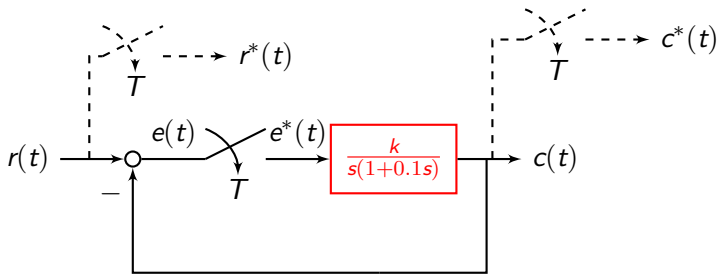 r*(t)
c*(t)
T
T
e(t)
e*(t)
r(t)
k
s(1+0.1s)
c(t)
−
T